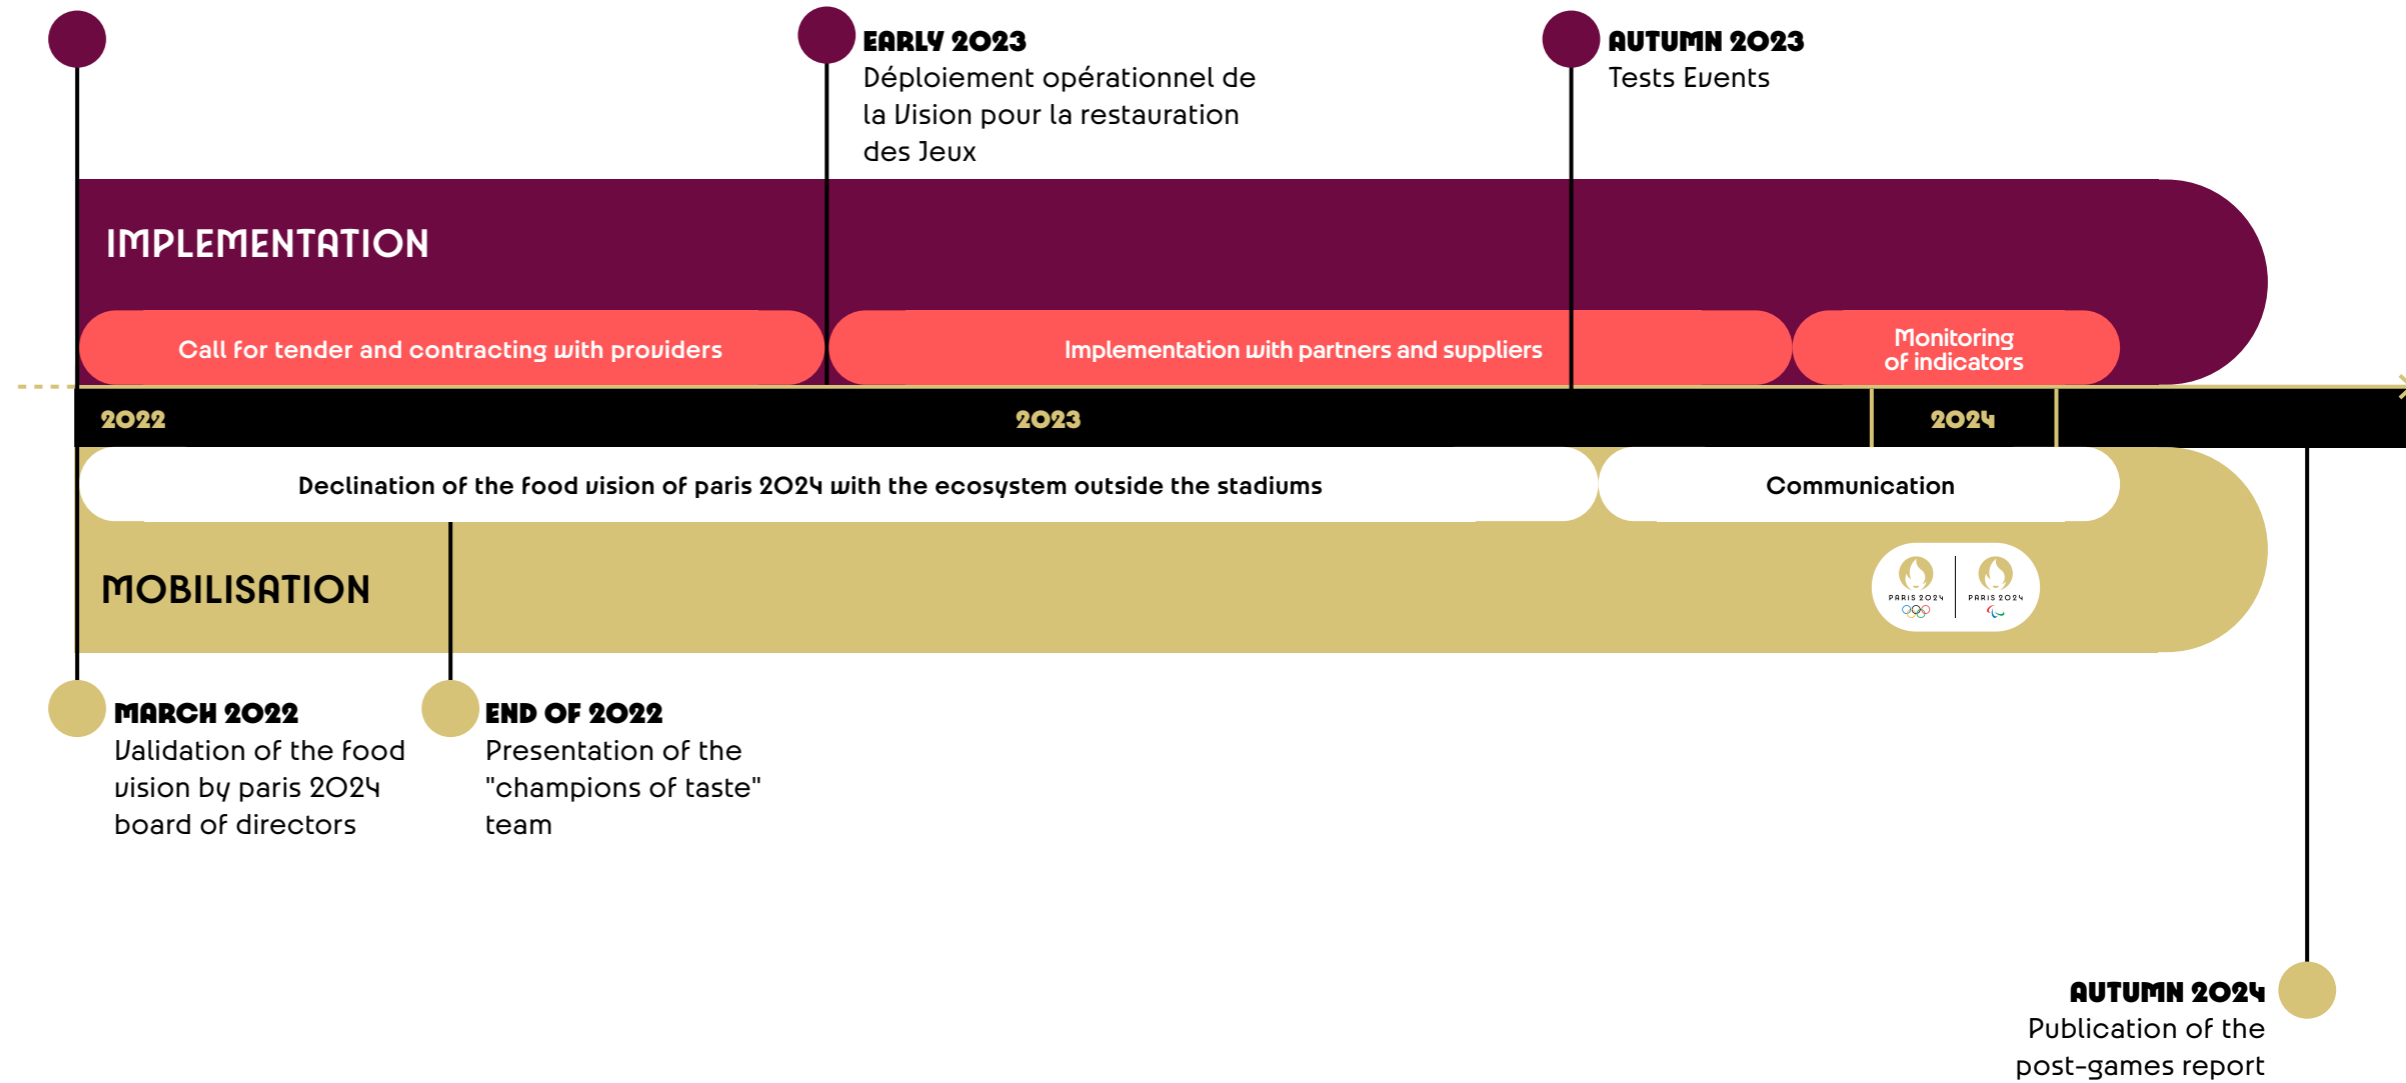 EARLY 2023
Déploiement opérationnel de
la Vision pour la restauration
des Jeux
AUTUMN 2023
Tests Events
IMPLEMENTATION
Call for tender and contracting with providers
Implementation with partners and suppliers
Monitoring
of indicators
2022
2023
2024
Declination of the food vision of paris 2024 with the ecosystem outside the stadiums
Communication
MOBILISATION
PARIS 2024
PARIS 2024
MARCH 2022
Validation of the food
vision by paris 2024
board of directors
END OF 2022
Presentation of the
"champions of taste"
team
AUTUMN 2024
Publication of the
post-games report